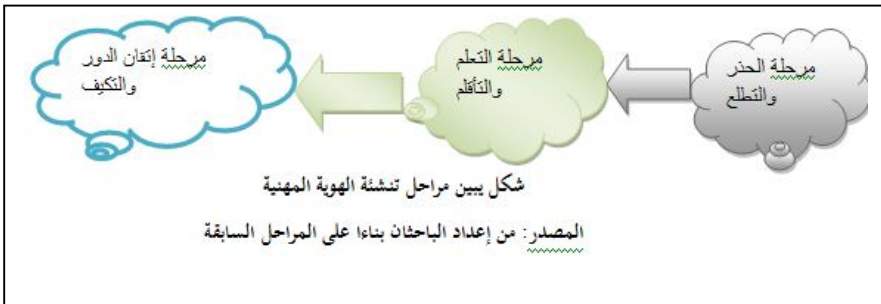 مرحلة الحذر
والتطلع
مرحلة التعلم
والتأقلم
مرحلة إتقان الدور
والتكيف
شكل يبين مراحل تنشئة الهوية المهنية
المصدر: من إعداد الباحثان بناءا على المراحل السابقة